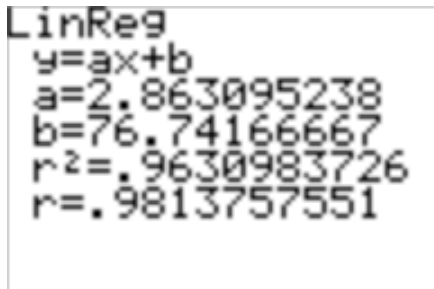 LinReg
y=ax+b
a=2.863095238
b=76.74166667
r²=.9630983726
r=.9813757551